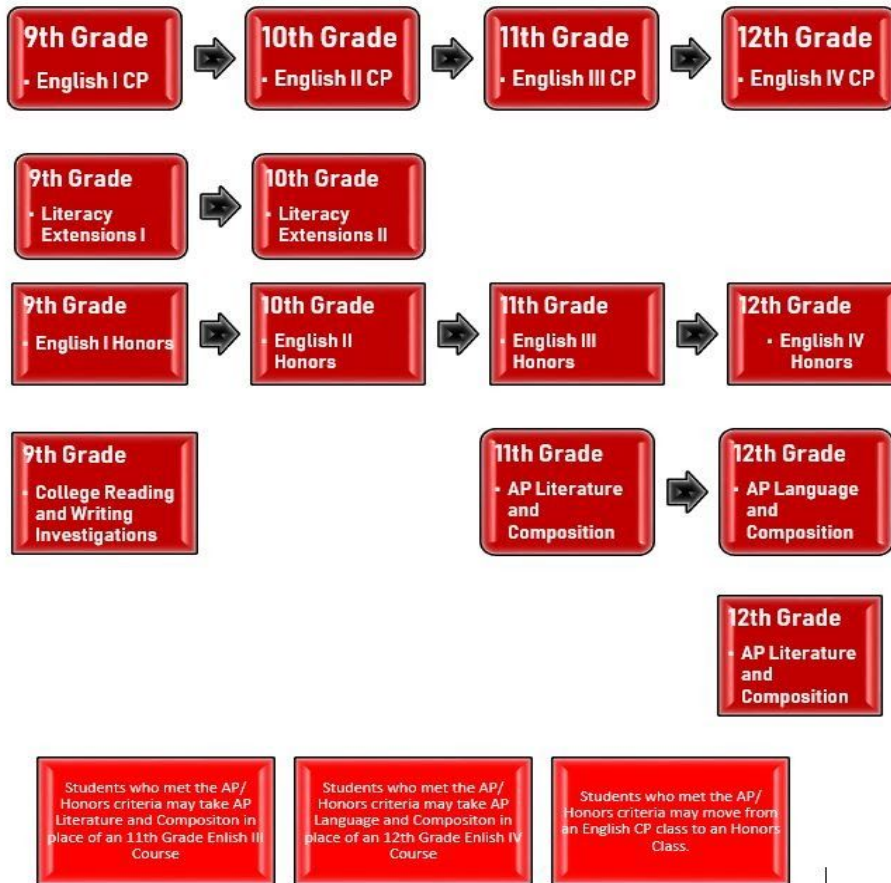 9th Grade
▪ English I CP
10th Grade
▪ English II CP
11th Grade
▪ English III CP
12th Grade
▪ English IV CP
9th Grade
▪ Literacy
Extensions I
10th Grade
▪ Literacy
Extensions II
9th Grade
▪ English I Honors
10th Grade
▪ English II
Honors
11th Grade
▪ English III
Honors
12th Grade
▪ English IV
Honors
9th Grade
▪ College Reading
and Writing
Investigations
11th Grade
▪ AP Literature
and
Composition
12th Grade
▪ AP Language
and
Composition
12th Grade
▪ AP Literature
and
Composition
Students who met the AP/
Honors criteria may take AP
Literature and Compositon in
place of an 11th Grade Enlish III
Course
Students who met the AP/
Honors criteria may take AP
Language and Compositon in
place of an 12th Grade Enlish IV
Course
Students who met the AP/
Honors criteria may move from
an English CP class to an Honors
Class.